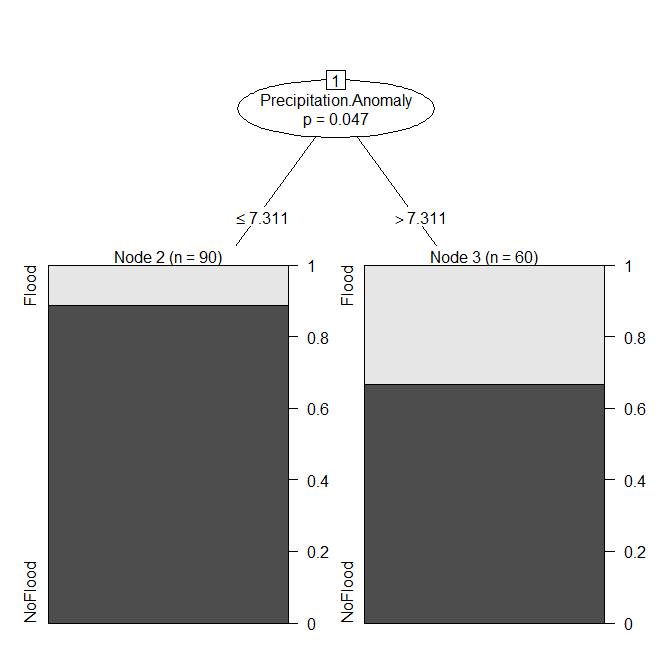 1
Precipitation.Anomaly
p = 0.047
≤ 7.311
> 7.311
Node 2 (n = 90)
Flood
NoFlood
1
0.8
0.6
0.4
0.2
0
Node 3 (n = 60)
Flood
NoFlood
1
0.8
0.6
0.4
0.2
0